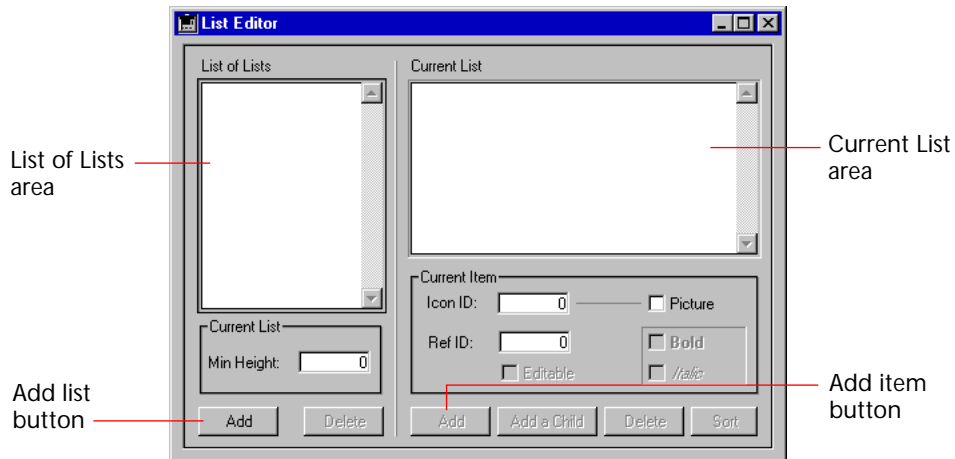 List Editor
List of Lists
Current List
List of Lists
area
Current List
area
Current Item
Icon ID:
0
Picture
Current List
Min Height:
0
Ref ID:
0
Bold
Editable
Italic
Add list
button
Add item
button
Add
Delete
Add
Add a Child
Delete
Sort